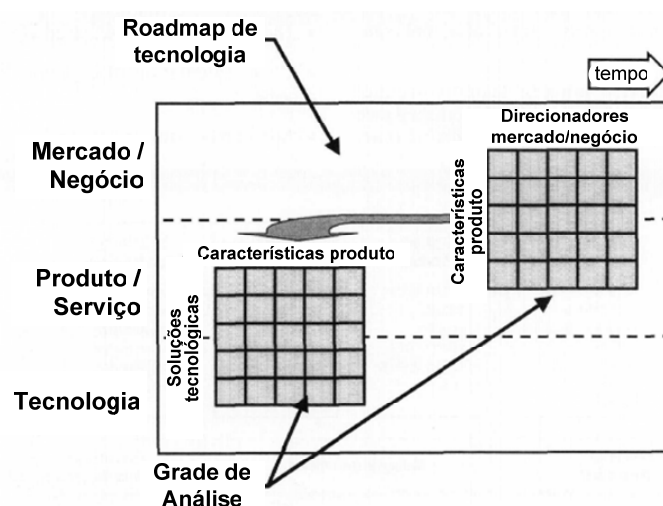 Roadmap de
tecnologia
tempo
Direcionadores
mercado/negócio
Mercado /
Negócio
Características
produto
Características produto
Produto /
Serviço
Soluções
tecnológicas
Tecnologia
Grade de
Análise